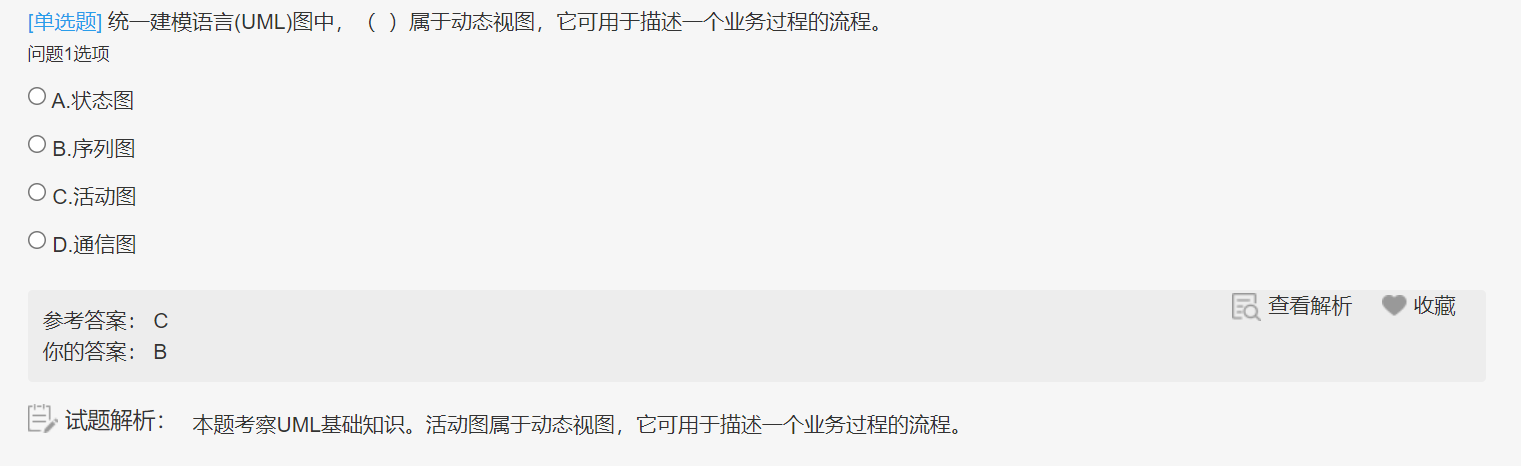 [单选题] 统一建模语言(UML)图中，（ ）属于动态视图，它可用于描述一个业务过程的流程。
问题1选项
A.状态图
B.序列图
C.活动图
D.通信图
查看解析 收藏
参考答案： C
你的答案： B
试题解析： 本题考察UML基础知识。活动图属于动态视图，它可用于描述一个业务过程的流程。